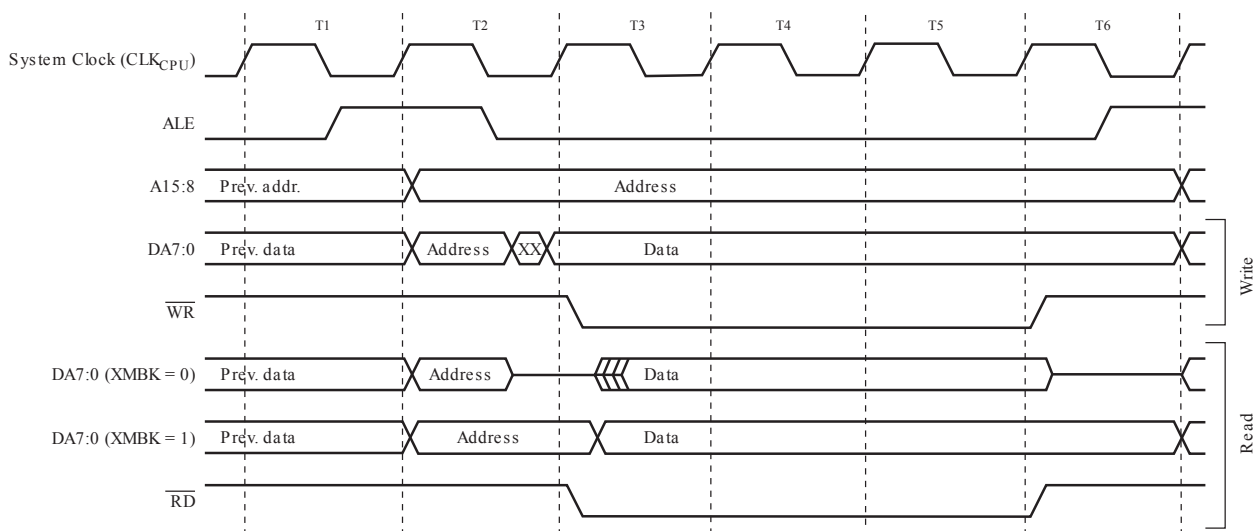 T1 T2 T3 T4 T5 T6
System Clock (CLKCPU)
ALE
A15:8 Prev. addr. Address
DA7:0 Prev. data Address XX Data
WR
Write
DA7:0 (XMBK = 0) Prev. data Address Data
DA7:0 (XMBK = 1) Prev. data Address Data
RD
Read